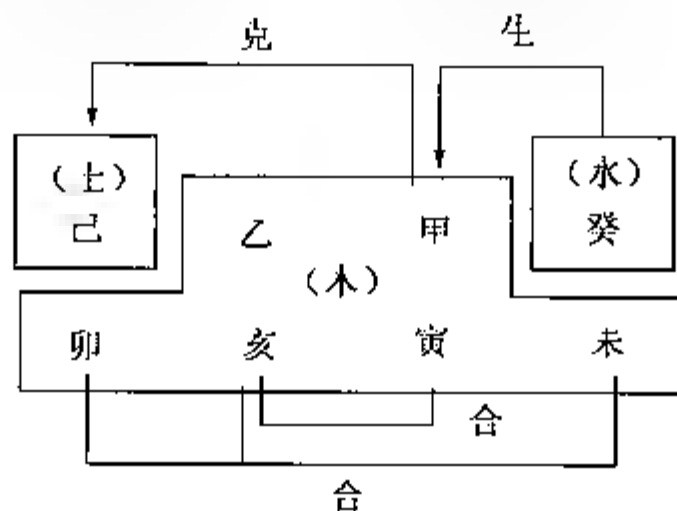 克 生
(土) (水)
己 乙 甲 癸
(木)
卯 亥 寅 未
合
合